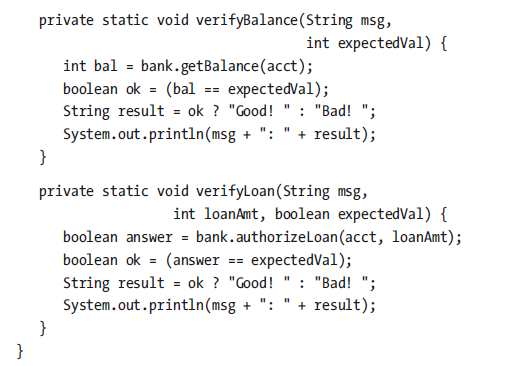 private static void verifyBalance(String msg,
int expectedVal) {
int bal = bank.getBalance(acct);
boolean ok = (bal == expectedVal);
String result = ok ? "Good! " : "Bad! ";
System.out.println(msg + ": " + result);
}
private static void verifyLoan(String msg,
int loanAmt, boolean expectedVal) {
boolean answer = bank.authorizeLoan(acct, loanAmt);
boolean ok = (answer == expectedVal);
String result = ok ? "Good! " : "Bad! ";
System.out.println(msg + ": " + result);
}
}